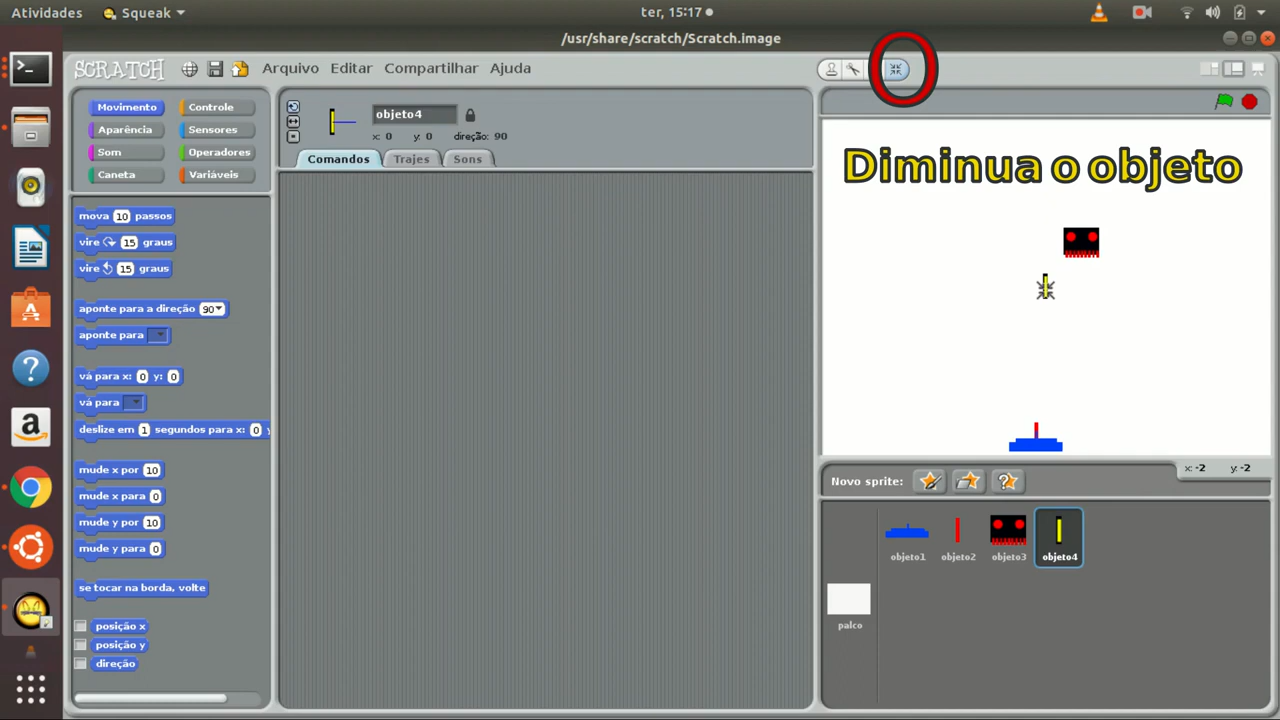 Atividades
Squeak
ter, 15:17
/usr/share/scratch/Scratch.image
SCRATCH
Arquivo
Editar
Compartilhar
Ajuda
Movimento
Controle
Aparência
Sensores
Som
Operadores
Caneta
Variáveis
objeto4
x: 0 y: 0 direção: 90
Comandos
Trajes
Sons
mova 10 passos
vire 15 graus
vire 15 graus
aponte para a direção 90
aponte para
vá para x: 0 y: 0
vá para
deslize em 1 segundos para x: 0 y
mude x por 10
mude x para 0
mude y por 10
mude y para 0
se tocar na borda, volte
posição x
posição y
direção
Diminua o objeto
x: -2 y: -2
Novo sprite:
objeto1
objeto2
objeto3
objeto4
palco